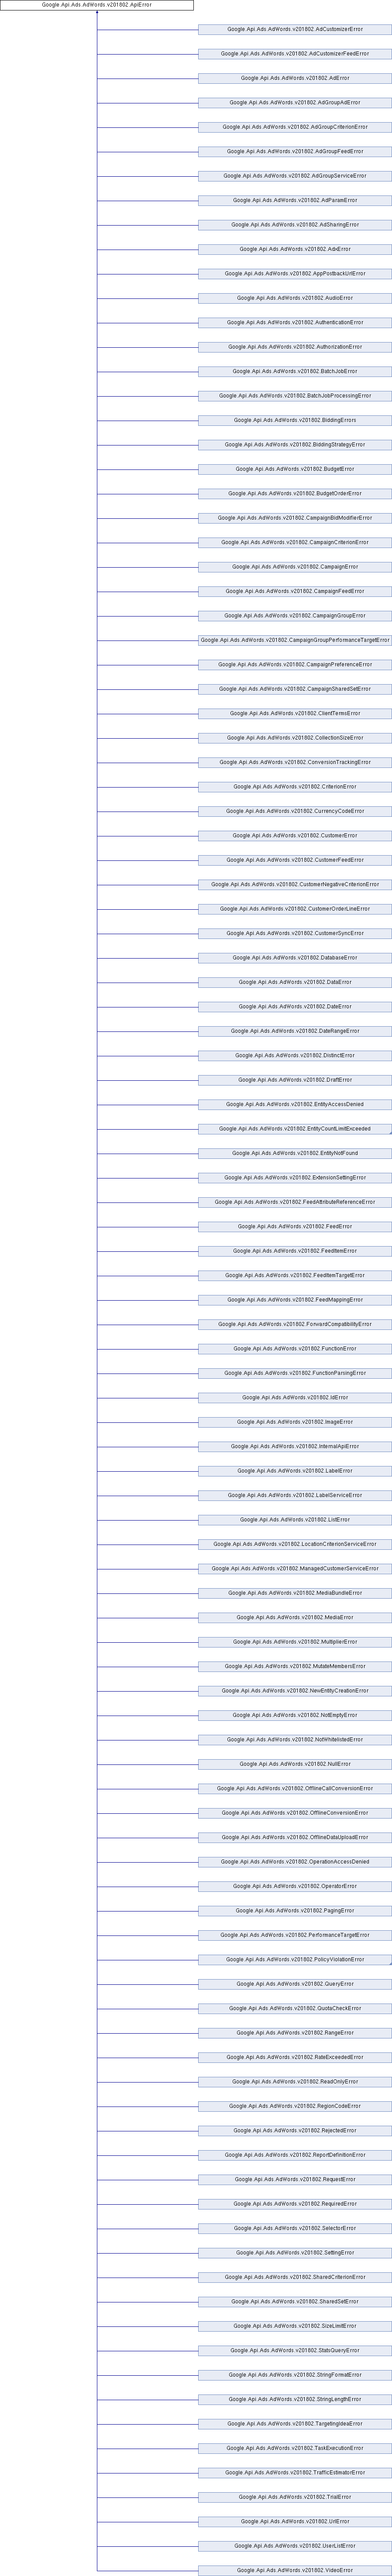 Google.Api.Ads.AdWords.v201802.ApiError
Google.Api.Ads.AdWords.v201802.AdCustomizerError
Google.Api.Ads.AdWords.v201802.AdCustomizerFeedError
Google.Api.Ads.AdWords.v201802.AdError
Google.Api.Ads.AdWords.v201802.AdGroupAdError
Google.Api.Ads.AdWords.v201802.AdGroupCriterionError
Google.Api.Ads.AdWords.v201802.AdGroupFeedError
Google.Api.Ads.AdWords.v201802.AdGroupServiceError
Google.Api.Ads.AdWords.v201802.AdParamError
Google.Api.Ads.AdWords.v201802.AdSharingError
Google.Api.Ads.AdWords.v201802.AdxError
Google.Api.Ads.AdWords.v201802.AppPostbackUrlError
Google.Api.Ads.AdWords.v201802.AudioError
Google.Api.Ads.AdWords.v201802.AuthenticationError
Google.Api.Ads.AdWords.v201802.AuthorizationError
Google.Api.Ads.AdWords.v201802.BatchJobError
Google.Api.Ads.AdWords.v201802.BatchJobProcessingError
Google.Api.Ads.AdWords.v201802.BiddingErrors
Google.Api.Ads.AdWords.v201802.BiddingStrategyError
Google.Api.Ads.AdWords.v201802.BudgetError
Google.Api.Ads.AdWords.v201802.BudgetOrderError
Google.Api.Ads.AdWords.v201802.CampaignBidModifierError
Google.Api.Ads.AdWords.v201802.CampaignCriterionError
Google.Api.Ads.AdWords.v201802.CampaignError
Google.Api.Ads.AdWords.v201802.CampaignFeedError
Google.Api.Ads.AdWords.v201802.CampaignGroupError
Google.Api.Ads.AdWords.v201802.CampaignGroupPerformanceTargetError
Google.Api.Ads.AdWords.v201802.CampaignPreferenceError
Google.Api.Ads.AdWords.v201802.CampaignSharedSetError
Google.Api.Ads.AdWords.v201802.ClientTermsError
Google.Api.Ads.AdWords.v201802.CollectionSizeError
Google.Api.Ads.AdWords.v201802.ConversionTrackingError
Google.Api.Ads.AdWords.v201802.CriterionError
Google.Api.Ads.AdWords.v201802.CurrencyCodeError
Google.Api.Ads.AdWords.v201802.CustomerError
Google.Api.Ads.AdWords.v201802.CustomerFeedError
Google.Api.Ads.AdWords.v201802.CustomerNegativeCriterionError
Google.Api.Ads.AdWords.v201802.CustomerOrderLineError
Google.Api.Ads.AdWords.v201802.CustomerSyncError
Google.Api.Ads.AdWords.v201802.DatabaseError
Google.Api.Ads.AdWords.v201802.DataError
Google.Api.Ads.AdWords.v201802.DateError
Google.Api.Ads.AdWords.v201802.DateRangeError
Google.Api.Ads.AdWords.v201802.DistinctError
Google.Api.Ads.AdWords.v201802.DraftError
Google.Api.Ads.AdWords.v201802.EntityAccessDenied
Google.Api.Ads.AdWords.v201802.EntityCountLimitExceeded
Google.Api.Ads.AdWords.v201802.EntityNotFound
Google.Api.Ads.AdWords.v201802.ExtensionSettingError
Google.Api.Ads.AdWords.v201802.FeedAttributeReferenceError
Google.Api.Ads.AdWords.v201802.FeedError
Google.Api.Ads.AdWords.v201802.FeedItemError
Google.Api.Ads.AdWords.v201802.FeedItemTargetError
Google.Api.Ads.AdWords.v201802.FeedMappingError
Google.Api.Ads.AdWords.v201802.ForwardCompatibilityError
Google.Api.Ads.AdWords.v201802.FunctionError
Google.Api.Ads.AdWords.v201802.FunctionParsingError
Google.Api.Ads.AdWords.v201802.IdError
Google.Api.Ads.AdWords.v201802.ImageError
Google.Api.Ads.AdWords.v201802.InternalApiError
Google.Api.Ads.AdWords.v201802.LabelError
Google.Api.Ads.AdWords.v201802.LabelServiceError
Google.Api.Ads.AdWords.v201802.ListError
Google.Api.Ads.AdWords.v201802.LocationCriterionServiceError
Google.Api.Ads.AdWords.v201802.ManagedCustomerServiceError
Google.Api.Ads.AdWords.v201802.MediaBundleError
Google.Api.Ads.AdWords.v201802.MediaError
Google.Api.Ads.AdWords.v201802.MultiplierError
Google.Api.Ads.AdWords.v201802.MutateMembersError
Google.Api.Ads.AdWords.v201802.NewEntityCreationError
Google.Api.Ads.AdWords.v201802.NotEmptyError
Google.Api.Ads.AdWords.v201802.NotWhitelistedError
Google.Api.Ads.AdWords.v201802.NullError
Google.Api.Ads.AdWords.v201802.OfflineCallConversionError
Google.Api.Ads.AdWords.v201802.OfflineConversionError
Google.Api.Ads.AdWords.v201802.OfflineDataUploadError
Google.Api.Ads.AdWords.v201802.OperationAccessDenied
Google.Api.Ads.AdWords.v201802.OperatorError
Google.Api.Ads.AdWords.v201802.PagingError
Google.Api.Ads.AdWords.v201802.PerformanceTargetError
Google.Api.Ads.AdWords.v201802.PolicyViolationError
Google.Api.Ads.AdWords.v201802.QueryError
Google.Api.Ads.AdWords.v201802.QuotaCheckError
Google.Api.Ads.AdWords.v201802.RangeError
Google.Api.Ads.AdWords.v201802.RateExceededError
Google.Api.Ads.AdWords.v201802.ReadOnlyError
Google.Api.Ads.AdWords.v201802.RegionCodeError
Google.Api.Ads.AdWords.v201802.RejectedError
Google.Api.Ads.AdWords.v201802.ReportDefinitionError
Google.Api.Ads.AdWords.v201802.RequestError
Google.Api.Ads.AdWords.v201802.RequiredError
Google.Api.Ads.AdWords.v201802.SelectorError
Google.Api.Ads.AdWords.v201802.SettingError
Google.Api.Ads.AdWords.v201802.SharedCriterionError
Google.Api.Ads.AdWords.v201802.SharedSetError
Google.Api.Ads.AdWords.v201802.SizeLimitError
Google.Api.Ads.AdWords.v201802.StatsQueryError
Google.Api.Ads.AdWords.v201802.StringFormatError
Google.Api.Ads.AdWords.v201802.StringLengthError
Google.Api.Ads.AdWords.v201802.TargetingIdeaError
Google.Api.Ads.AdWords.v201802.TaskExecutionError
Google.Api.Ads.AdWords.v201802.TrafficEstimatorError
Google.Api.Ads.AdWords.v201802.TrialError
Google.Api.Ads.AdWords.v201802.UrlError
Google.Api.Ads.AdWords.v201802.UserListError
Google.Api.Ads.AdWords.v201802.VideoError